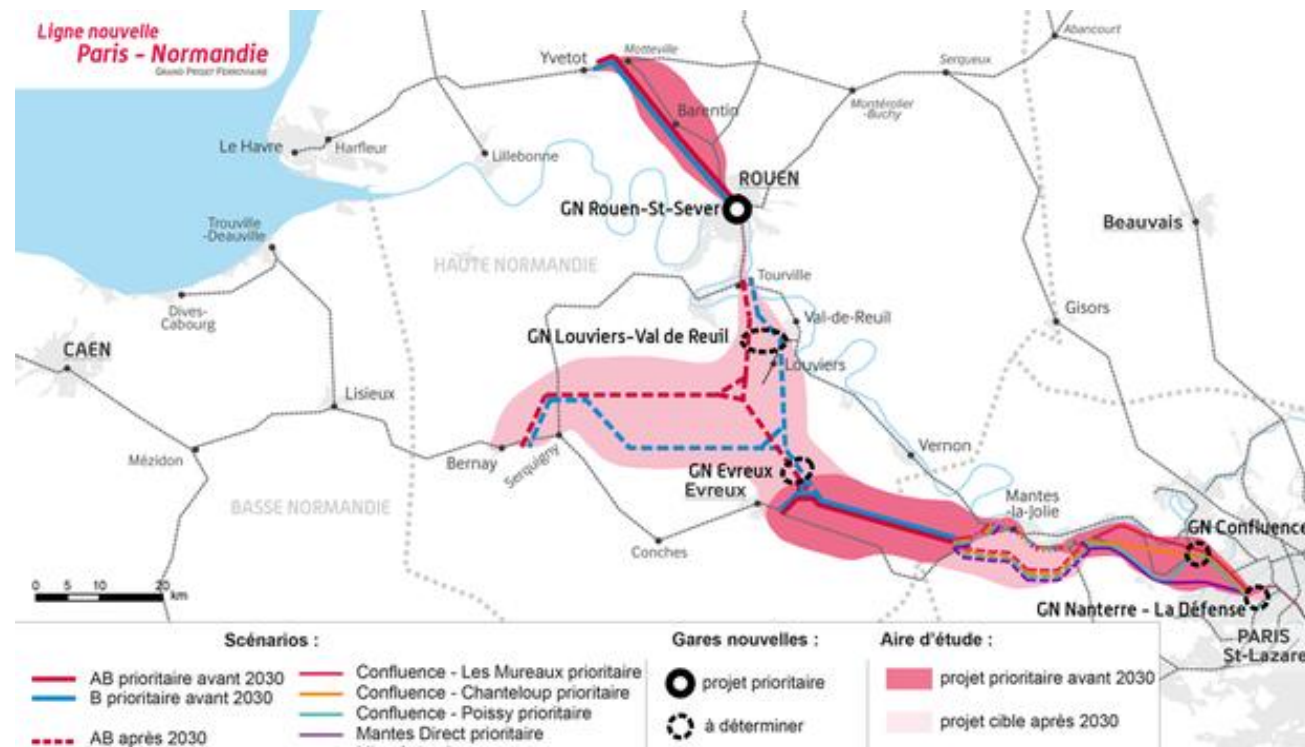 Ligne nouvelle
Paris - Normandie
GRAND PROJET FERROVIAIRE
Abancourt
Yvetot
Motteville
Serqueux
Barentin
Montérolier
-Buchy
Le Havre
Harfleur
Lillebonne
ROUEN
GN Rouen-St-Sever
Beauvais
Trouville
-Deauville
HAUTE NORMANDIE
Tourville
Dives-
Cabourg
Val-de-Reuil
Gisors
GN Louviers-Val de Reuil
CAEN
Louviers
Lisieux
Mézidon
Bernay
Serquigny
Vernon
GN Evreux
Evreux
Mantes
-la-Jolie
BASSE NORMANDIE
GN Confluence
Conches
0 5 10 20
km
GN Nanterre - La Défense
PARIS
St-Lazare
Scénarios :
AB prioritaire avant 2030
B prioritaire avant 2030
AB après 2030
Confluence - Les Mureaux prioritaire
Confluence - Chanteloup prioritaire
Confluence - Poissy prioritaire
Mantes Direct prioritaire
Gares nouvelles :
projet prioritaire
à déterminer
Aire d'étude :
projet prioritaire avant 2030
projet cible après 2030